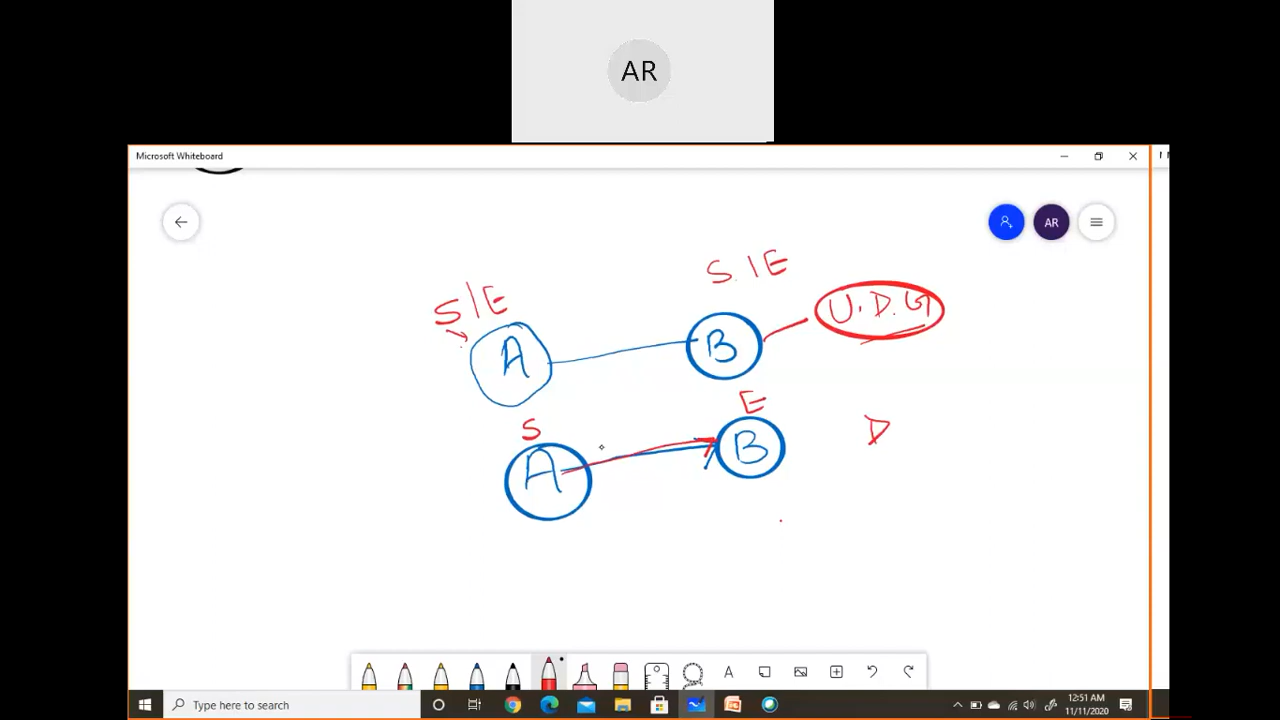 AR
Microsoft Whiteboard
AR
S/E
S. I E
U. D. G
A
B
S
E
D
A
B
A
Type here to search
12:51 AM
11/11/2020